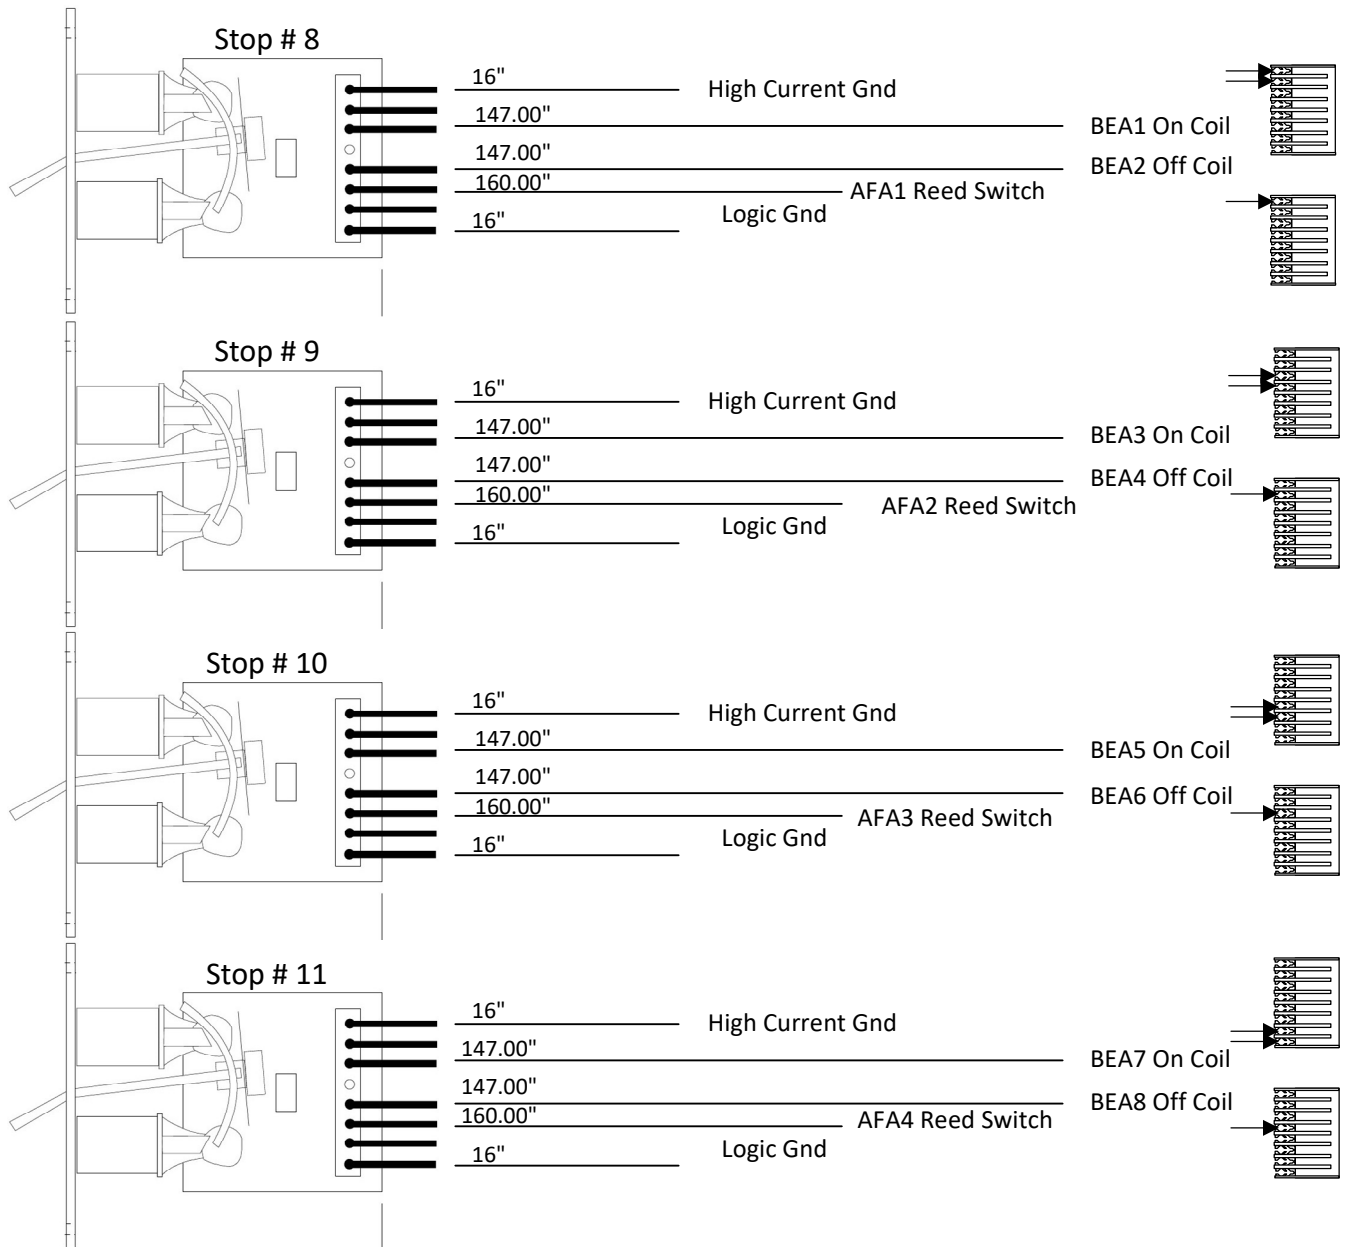 Stop # 8
16"
High Current Gnd
147.00"
BEA1 On Coil
147.00"
BEA2 Off Coil
160.00"
AFA1 Reed Switch
Logic Gnd
16"
Stop # 9
16"
High Current Gnd
147.00"
BEA3 On Coil
147.00"
BEA4 Off Coil
160.00"
AFA2 Reed Switch
Logic Gnd
16"
Stop # 10
16"
High Current Gnd
147.00"
BEA5 On Coil
147.00"
BEA6 Off Coil
160.00"
AFA3 Reed Switch
Logic Gnd
16"
Stop # 11
16"
High Current Gnd
147.00"
BEA7 On Coil
147.00"
BEA8 Off Coil
160.00"
AFA4 Reed Switch
Logic Gnd
16"